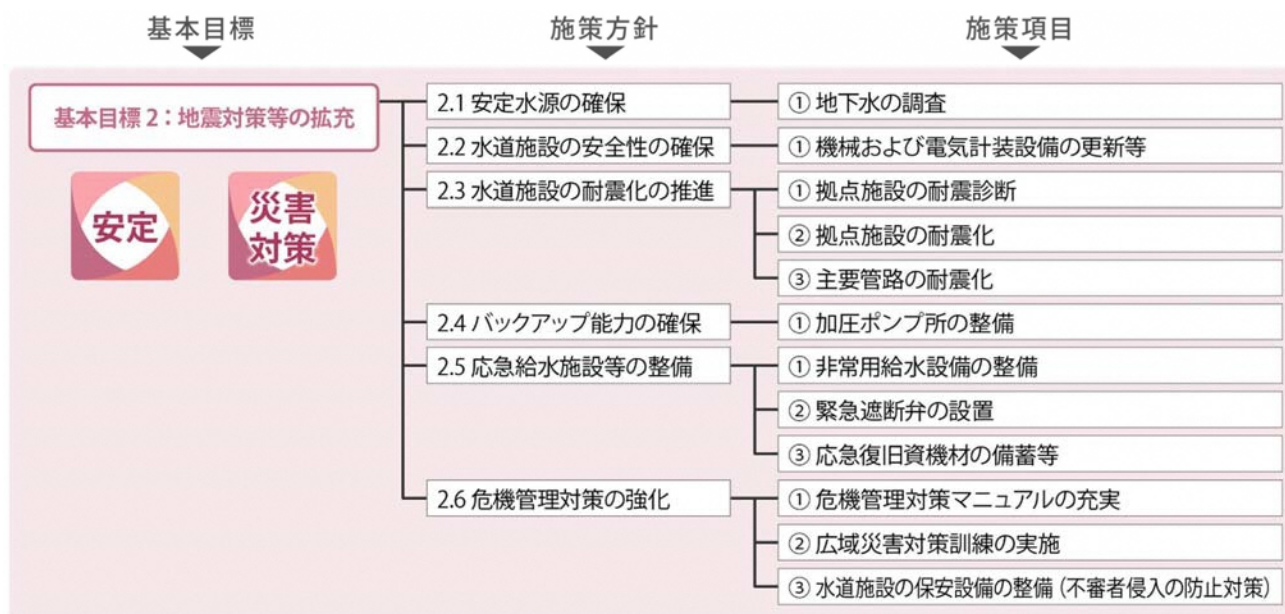 基本目標
施策方針
施策項目
基本目標2：地震対策等の拡充
安定
災害
対策
2.1 安定水源の確保
① 地下水の調査
2.2 水道施設の安全性の確保
① 機械および電気計装設備の更新等
2.3 水道施設の耐震化の推進
① 拠点施設の耐震診断
② 拠点施設の耐震化
③ 主要管路の耐震化
2.4 バックアップ能力の確保
① 加圧ポンプ所の整備
2.5 応急給水施設等の整備
① 非常用給水設備の整備
② 緊急遮断弁の設置
③ 応急復旧資機材の備蓄等
2.6 危機管理対策の強化
① 危機管理対策マニュアルの充実
② 広域災害対策訓練の実施
③ 水道施設の保安設備の整備（不審者侵入の防止対策）